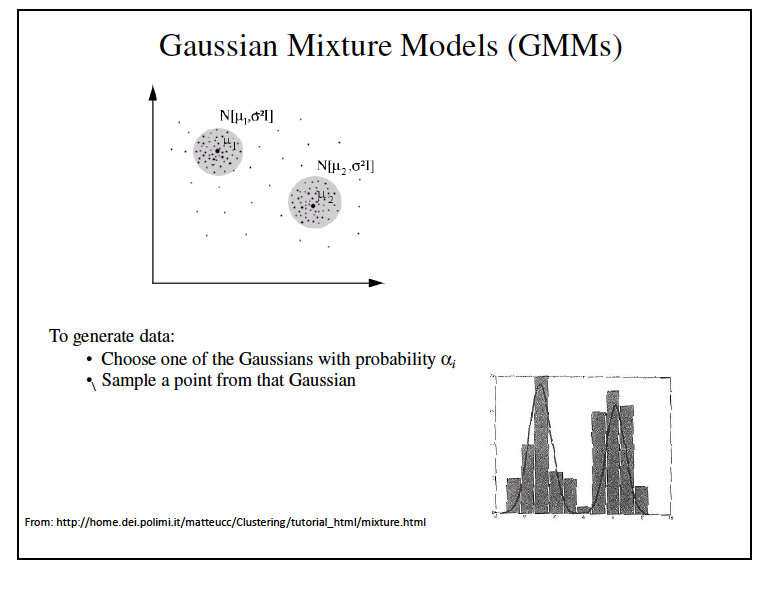 Gaussian Mixture Models (GMMs)
N[μ₁,σ²I]
μ₁
N[μ₂,σ²I]
μ₂
To generate data:
• Choose one of the Gaussians with probability αᵢ
• Sample a point from that Gaussian
From: http://home.dei.polimi.it/matteucc/Clustering/tutorial_html/mixture.html